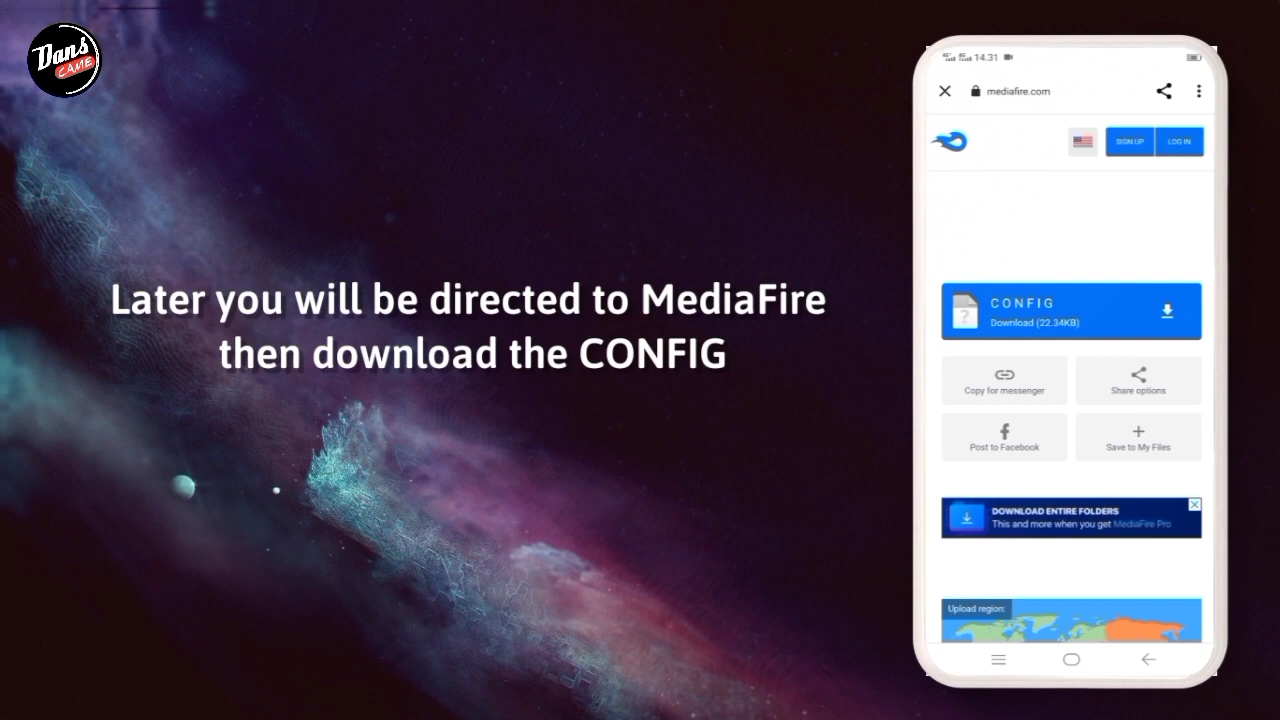 Dans
CAME
Later you will be directed to MediaFire
then download the CONFIG
14.31
mediafire.com
SIGN UP
LOG IN
CONFIG
Download (22.34KB)
Copy for messenger
Share options
Post to Facebook
Save to My Files
DOWNLOAD ENTIRE FOLDERS
This and more when you get MediaFire Pro
Upload region: